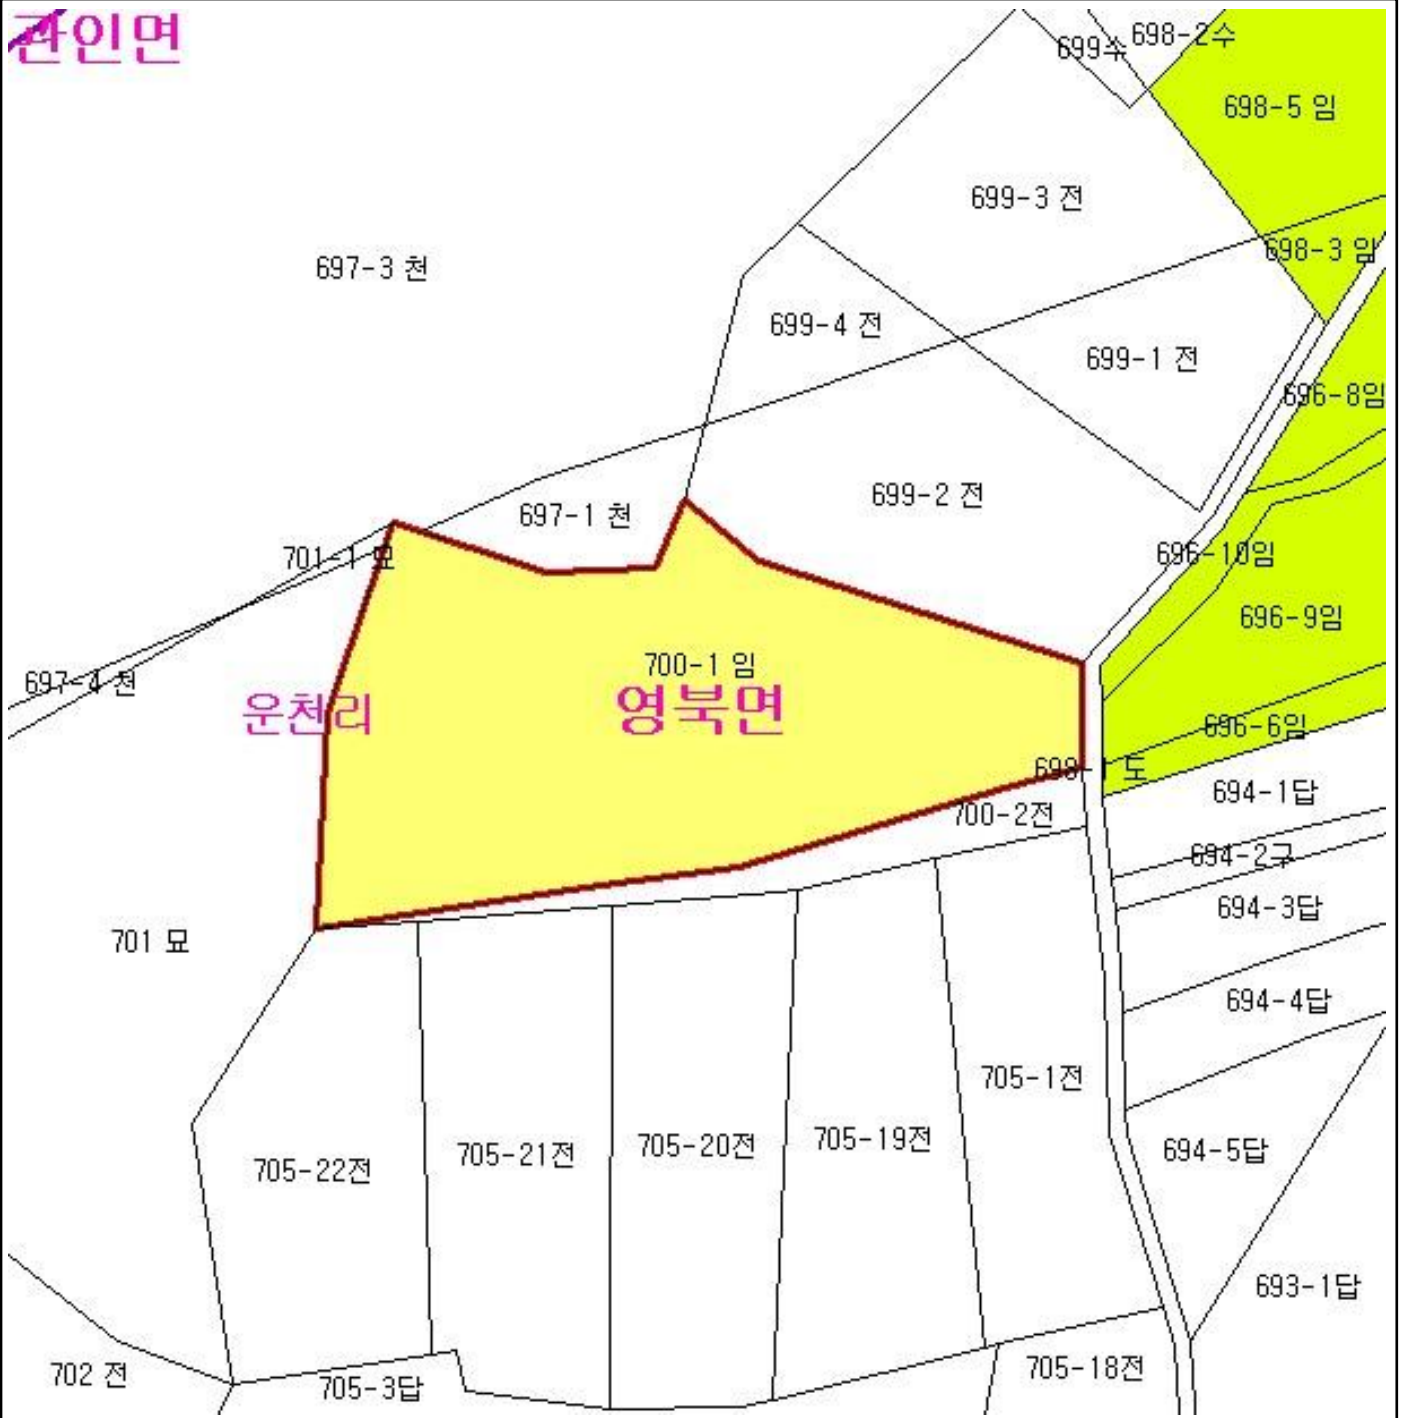 관인면
699수
698-2수
698-5 임
699-3 전
698-3 임
697-3 천
699-4 전
699-1 전
696-8임
699-2 전
697-1 천
701-1 묘
696-10임
696-9임
700-1 임
697-4 천
운천리
영북면
696-6임
698-1 도
694-1답
700-2전
694-2구
694-3답
701 묘
694-4답
705-1전
705-22전
705-21전
705-20전
705-19전
694-5답
693-1답
702 전
705-3답
705-18전